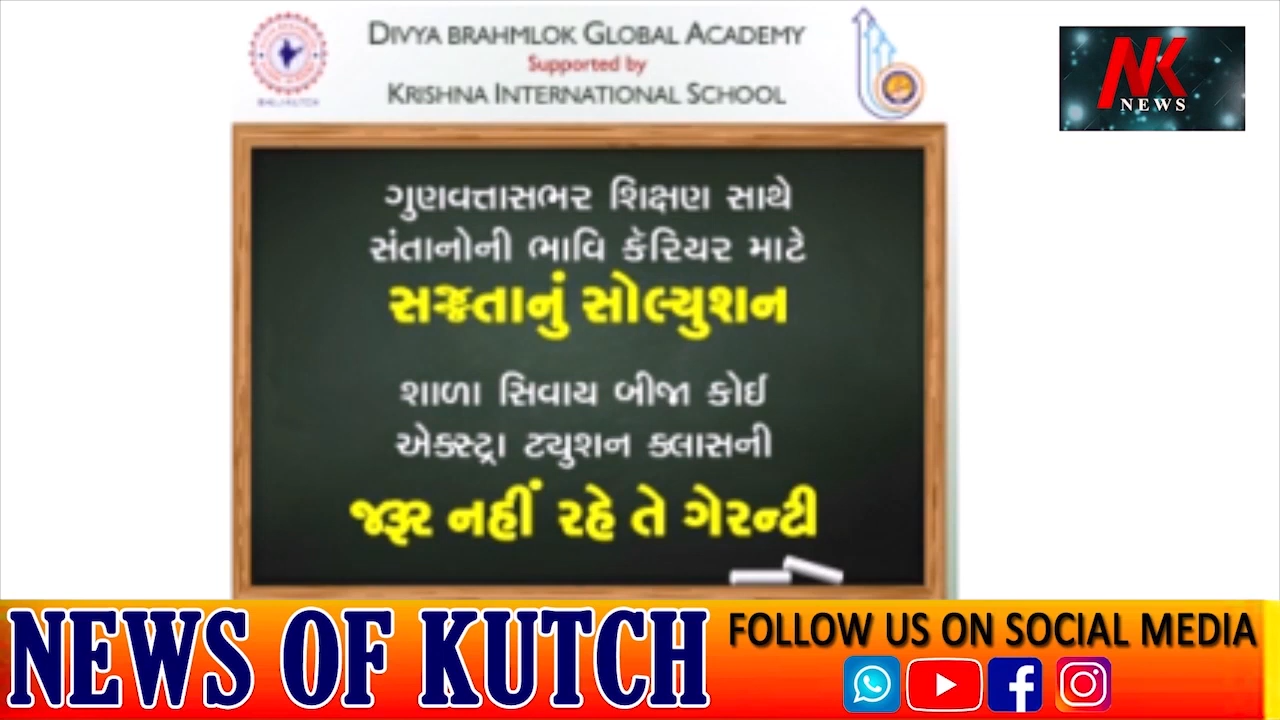 DIVYA BRAHMLOK GLOBAL ACADEMY
Supported by
KRISHNA INTERNATIONAL SCHOOL
NK
NEWS
ગુણવત્તાસભર શિક્ષણ સાથે
સંતાનોની ભાવિ કેરિયર માટે
સોલ્યુશન
શાળા સિવાય બીજા કોઈ
એક્સ્ટ્રા ટ્યુશન ક્લાસની
જરૂર નહીં રહે તે ગેરન્ટી
NEWS OF KUTCH
FOLLOW US ON SOCIAL MEDIA